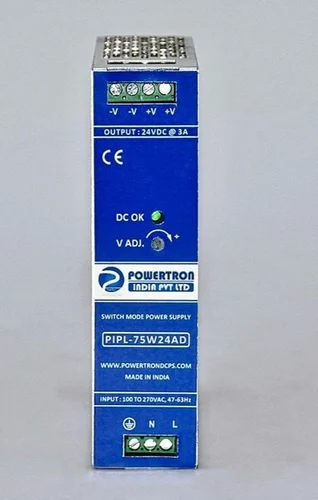 -V -V +V +V
OUTPUT : 24VDC @ 3A
CE
DC OK
V ADJ. +
POWERTRON
INDIA PVT LTD
SWITCH MODE POWER SUPPLY
PIPL-75W24AD
WWW.POWERTRONDCPS.COM
MADE IN INDIA
INPUT : 100 TO 270VAC, 47-63Hz
N L